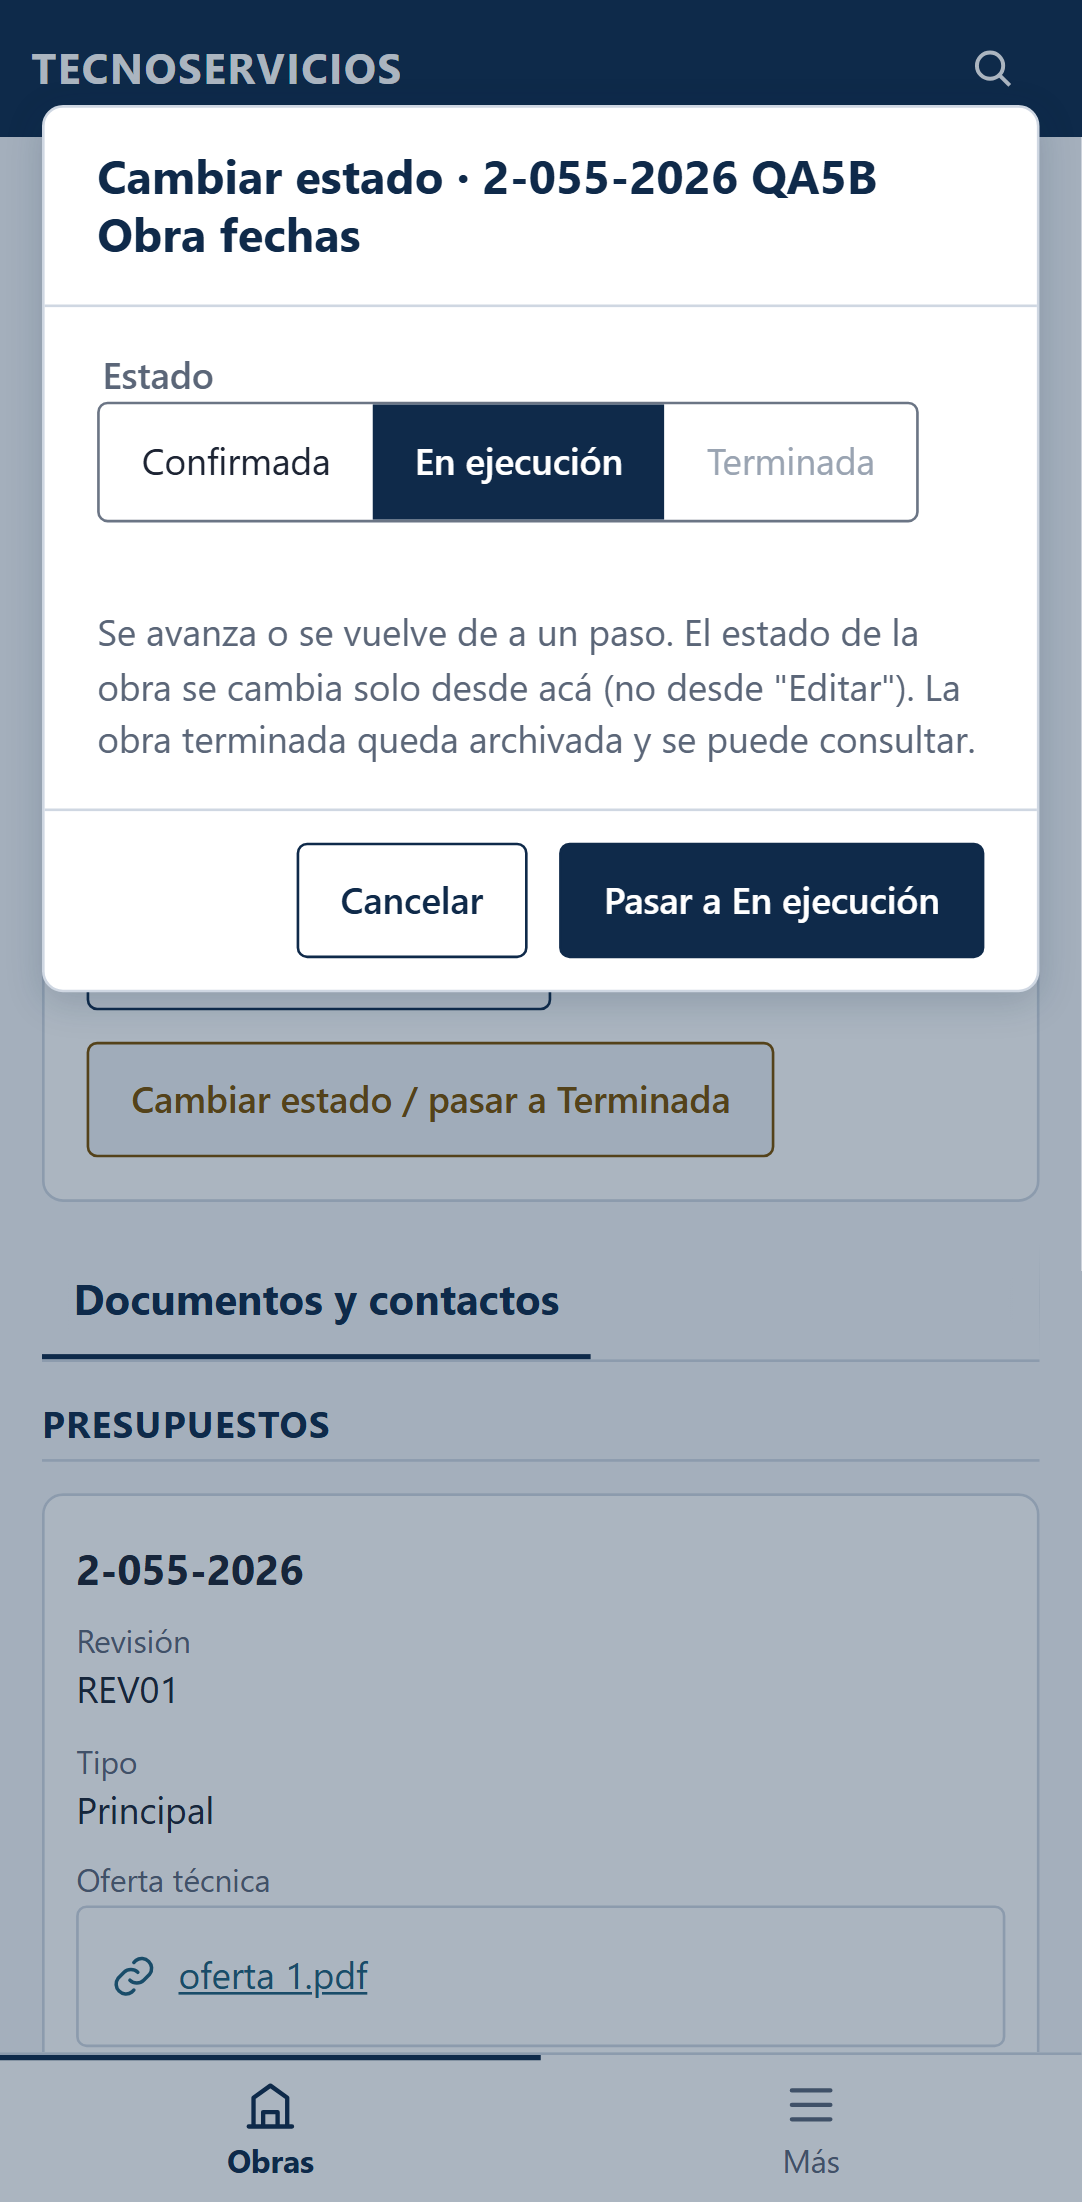 TECNOSERVICIOS
Cambiar estado · 2-055-2026 QA5B
Obra fechas
Estado
Confirmada
En ejecución
Terminada
Se avanza o se vuelve de a un paso. El estado de la
obra se cambia solo desde acá (no desde "Editar"). La
obra terminada queda archivada y se puede consultar.
Cancelar
Pasar a En ejecución
Cambiar estado / pasar a Terminada
Documentos y contactos
PRESUPUESTOS
2-055-2026
Revisión
REV01
Tipo
Principal
Oferta técnica
oferta 1.pdf
Obras
Más